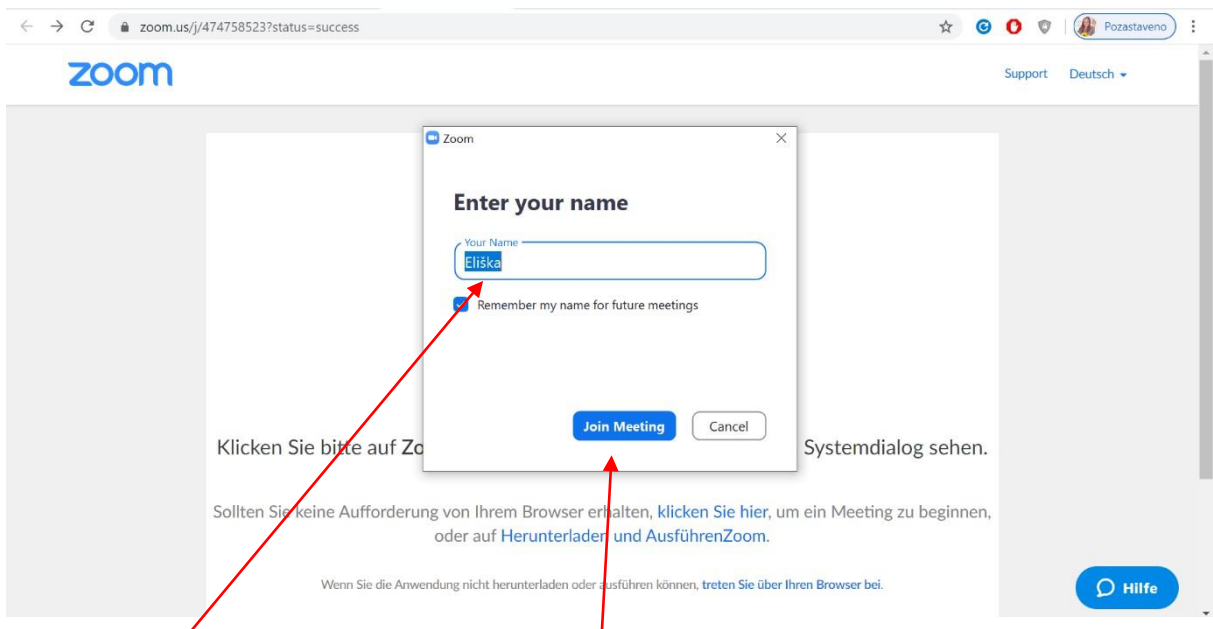 zoom.us/j/474758523?status=success
Pozastaveno
zoom
Support Deutsch
Zoom
Enter your name
Your Name
Eliška
Remember my name for future meetings
Join Meeting Cancel
Klicken Sie bitte auf Zo Systemdialog sehen.
Sollten Sie keine Aufforderung von Ihrem Browser erhalten, klicken Sie hier, um ein Meeting zu beginnen,
oder auf Herunterladen und AusführenZoom.
Wenn Sie die Anwendung nicht herunterladen oder ausführen können, treten Sie über Ihren Browser bei.
Hilfe